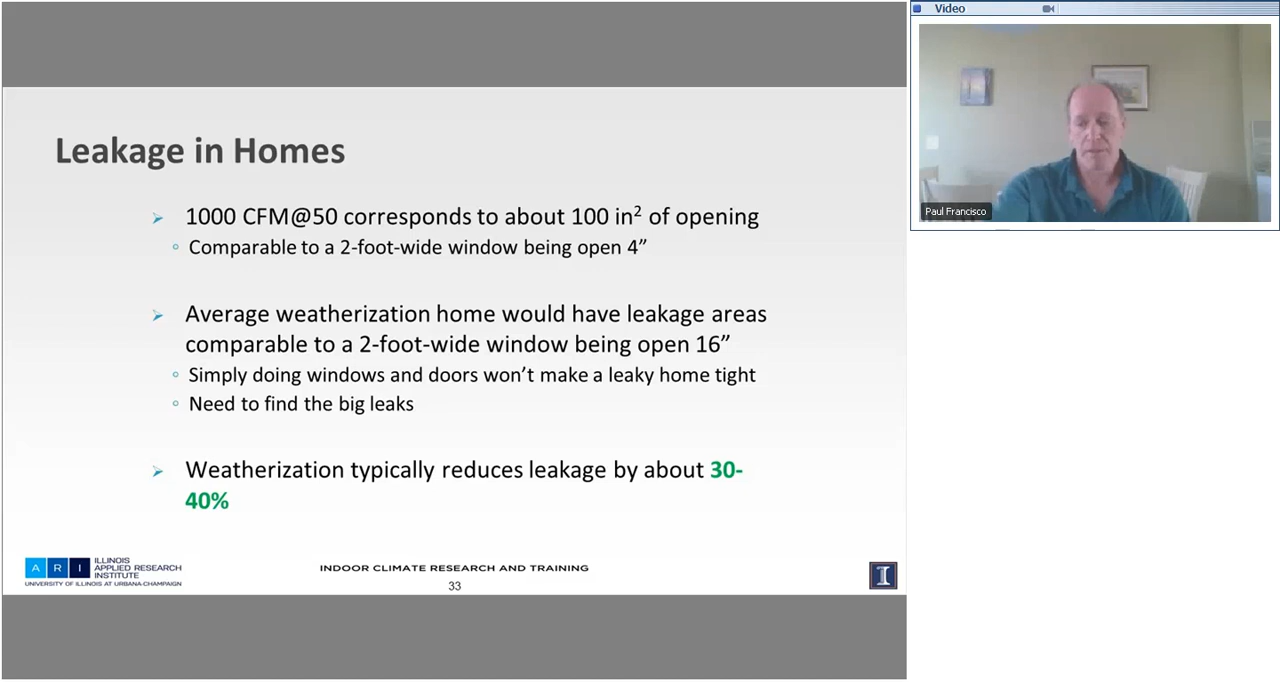 Leakage in Homes
➢ 1000 CFM@50 corresponds to about 100 in² of opening
◦ Comparable to a 2-foot-wide window being open 4”
➢ Average weatherization home would have leakage areas
comparable to a 2-foot-wide window being open 16”
◦ Simply doing windows and doors won’t make a leaky home tight
◦ Need to find the big leaks
➢ Weatherization typically reduces leakage by about 30-
40%
ARI
ILLINOIS
APPLIED RESEARCH
INSTITUTE
UNIVERSITY OF ILLINOIS AT URBANA-CHAMPAIGN
INDOOR CLIMATE RESEARCH AND TRAINING
33
I
Video
Paul Francisco